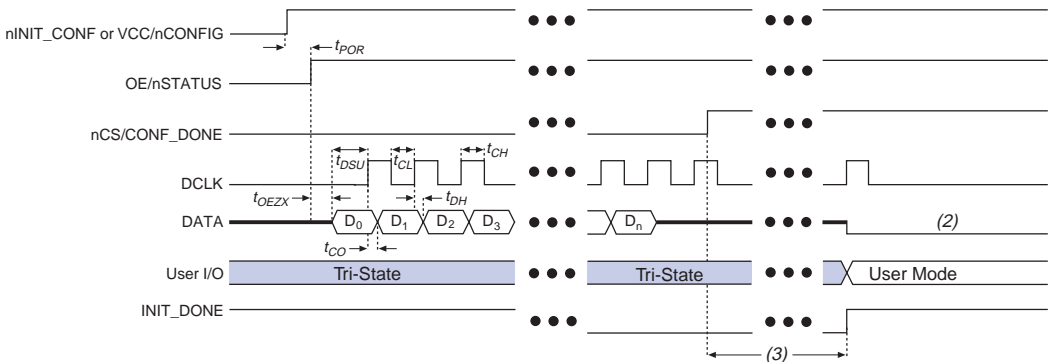 nINIT_CONF or VCC/nCONFIG
tPOR
OE/nSTATUS
nCS/CONF_DONE
tDSU
tCL
tCH
DCLK
tOEZX
tDH
DATA
D0
D1
D2
D3
Dn
(2)
tCO
User I/O
Tri-State
Tri-State
User Mode
INIT_DONE
(3)